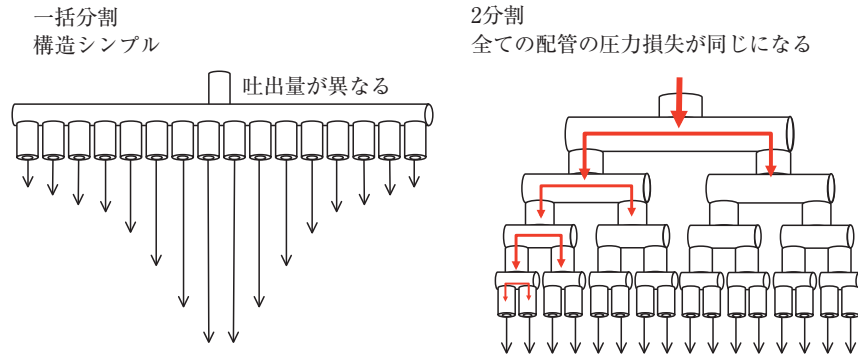 一括分割
構造シンプル
吐出量が異なる
2分割
全ての配管の圧力損失が同じになる